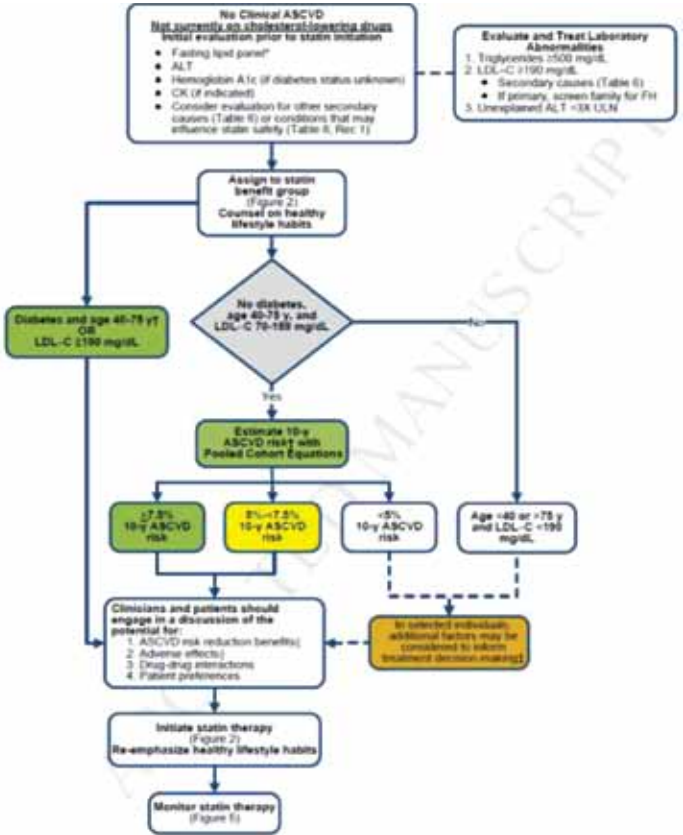 No Clinical ASCVD
Not currently on cholesterol-lowering drugs
Initial evaluation prior to statin initiation
• Fasting lipid panel*
• ALT
• Hemoglobin A1c (if diabetes status unknown)
• CK (if indicated)
• Consider evaluation for other secondary
causes (Table 6) or conditions that may
influence statin safety (Table 8, Rec 1)
Evaluate and Treat Laboratory
Abnormalities
1. Triglycerides ≥500 mg/dL
2. LDL-C ≥190 mg/dL
• Secondary causes (Table 6)
• If primary, screen family for FH
3. Unexplained ALT >3X ULN
Assign to statin
benefit group
(Figure 2)
Counsel on healthy
lifestyle habits
Diabetes and age 40-75 y†
OR
LDL-C ≥190 mg/dL
No diabetes,
age 40-75 y, and
LDL-C 70-189 mg/dL
No
Yes
Estimate 10-y
ASCVD risk† with
Pooled Cohort Equations
≥7.5%
10-y ASCVD
risk
5%-<7.5%
10-y ASCVD
risk
<5%
10-y ASCVD
risk
Age <40 or >75 y
and LDL-C <190
mg/dL
Clinicians and patients should
engage in a discussion of the
potential for:
1. ASCVD risk reduction benefits
2. Adverse effects
3. Drug-drug interactions
4. Patient preferences
In selected individuals,
additional factors may be
considered to inform
treatment decision making‡
Initiate statin therapy
(Figure 2)
Re-emphasize healthy lifestyle habits
Monitor statin therapy
(Figure 5)